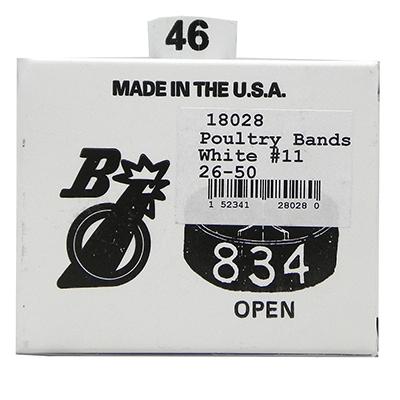 46
MADE IN THE U.S.A.
18028
Poultry Bands
White #11
26-50
1 52341 28028 0
B F
834
OPEN